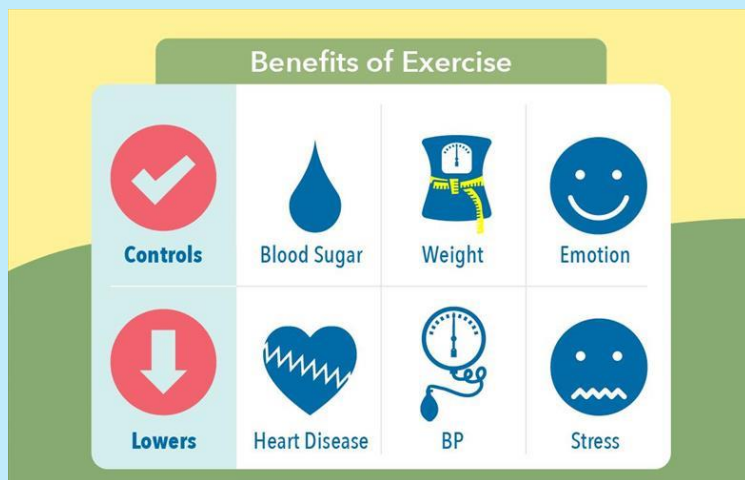 Benefits of Exercise
Controls
Blood Sugar
Weight
Emotion
Lowers
Heart Disease
BP
Stress